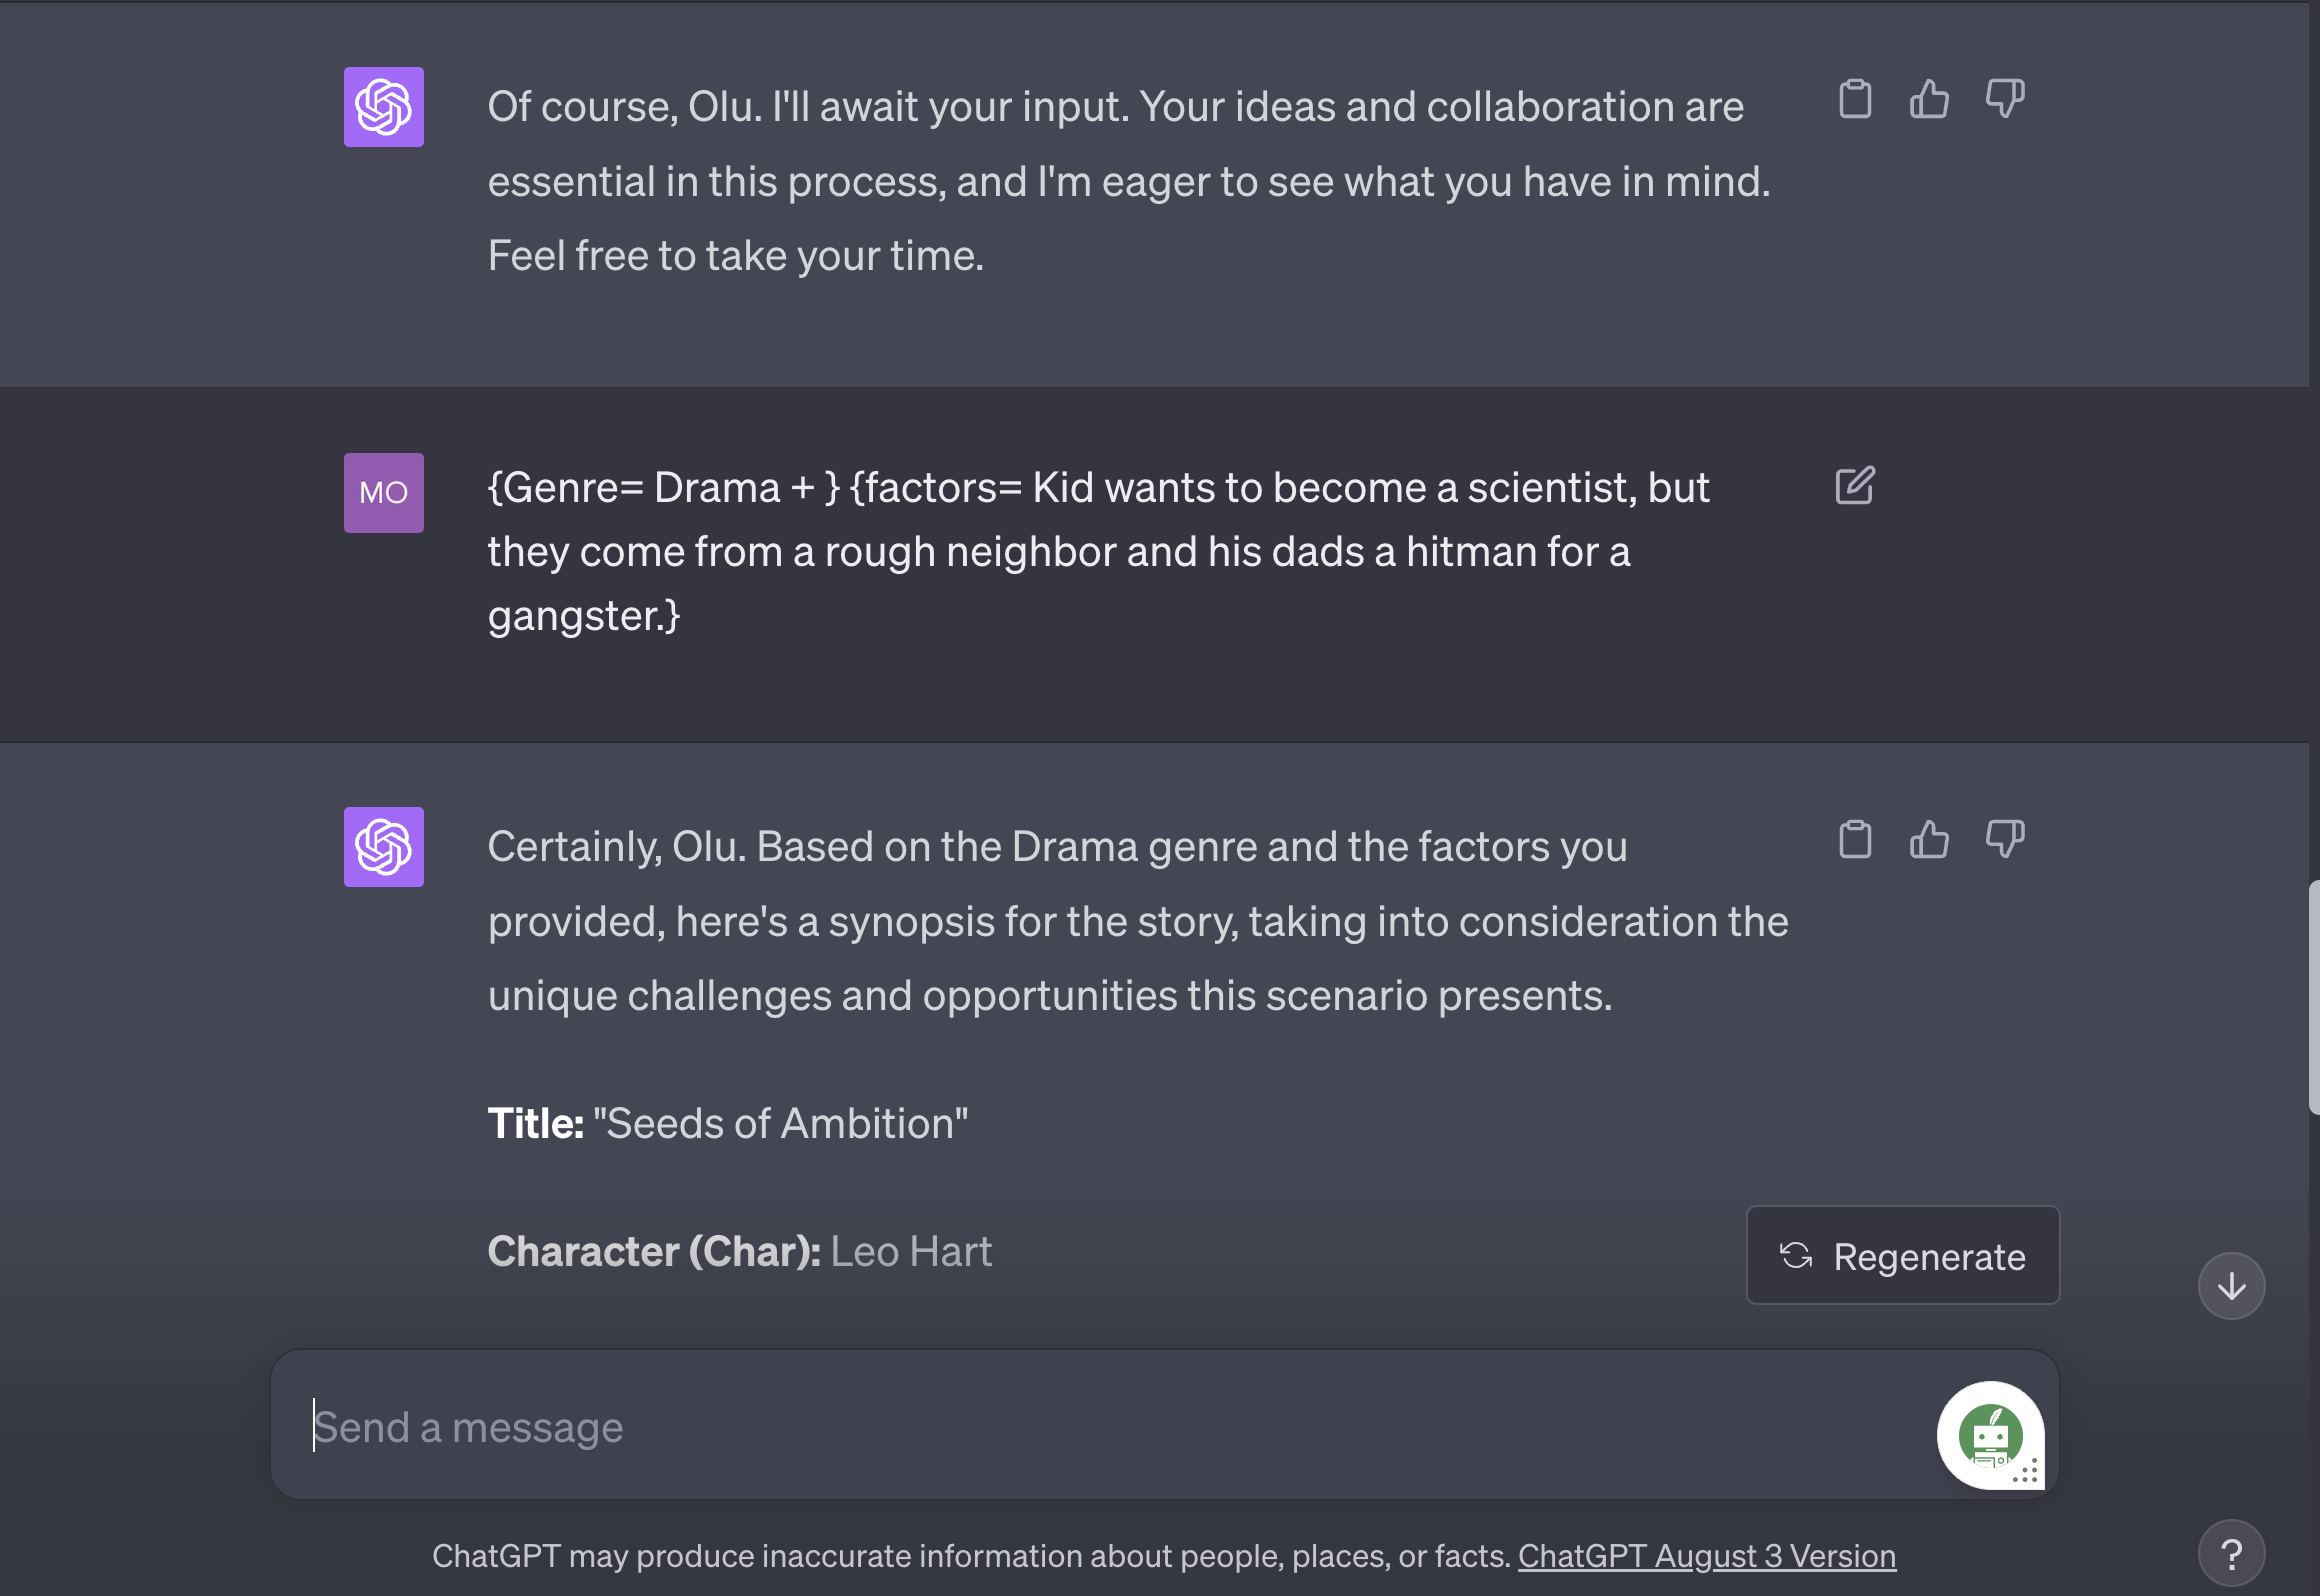 Of course, Olu. I'll await your input. Your ideas and collaboration are
essential in this process, and I'm eager to see what you have in mind.
Feel free to take your time.
MO
{Genre= Drama + } {factors= Kid wants to become a scientist, but
they come from a rough neighbor and his dads a hitman for a
gangster.}
Certainly, Olu. Based on the Drama genre and the factors you
provided, here's a synopsis for the story, taking into consideration the
unique challenges and opportunities this scenario presents.
Title: "Seeds of Ambition"
Character (Char): Leo Hart
Regenerate
Send a message
ChatGPT may produce inaccurate information about people, places, or facts. ChatGPT August 3 Version
?